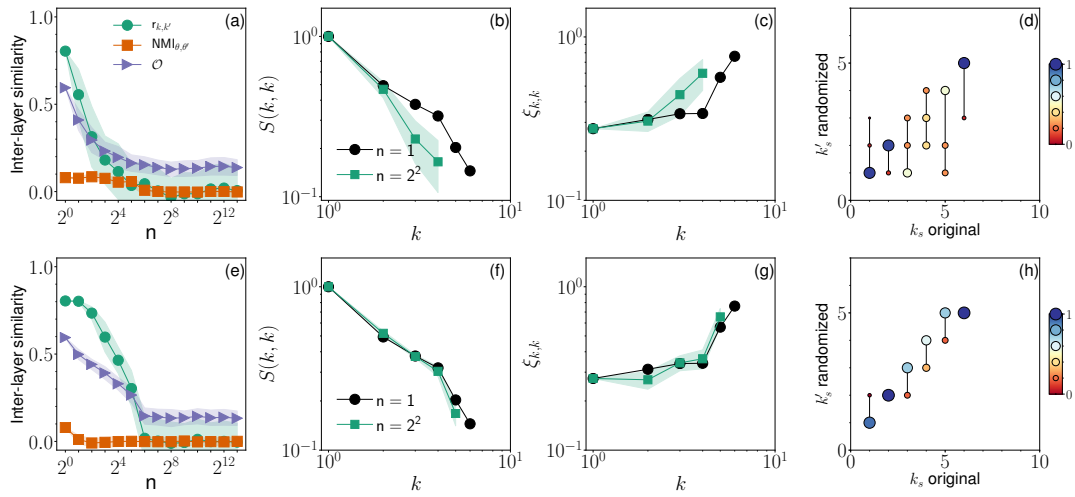 (a)
r_{k,k'}
NMI_{θ,θ'}
𝒪
Inter-layer similarity
1.0
0.5
0.0
2^0 2^4 2^8 2^12
n
(b)
S(k, k)
10^0
10^{-1}
n = 1
n = 2^2
10^0 10^1
k
(c)
ξ_{k,k}
10^0
10^{-1}
10^0 10^1
k
(d)
k'_s randomized
10
5
0
0 5 10
k_s original
1
0
(e)
Inter-layer similarity
1.0
0.5
0.0
2^0 2^4 2^8 2^12
n
(f)
S(k, k)
10^0
10^{-1}
n = 1
n = 2^2
10^0 10^1
k
(g)
ξ_{k,k}
10^0
10^{-1}
10^0 10^1
k
(h)
k'_s randomized
5
0
0 5 10
k_s original
1
0